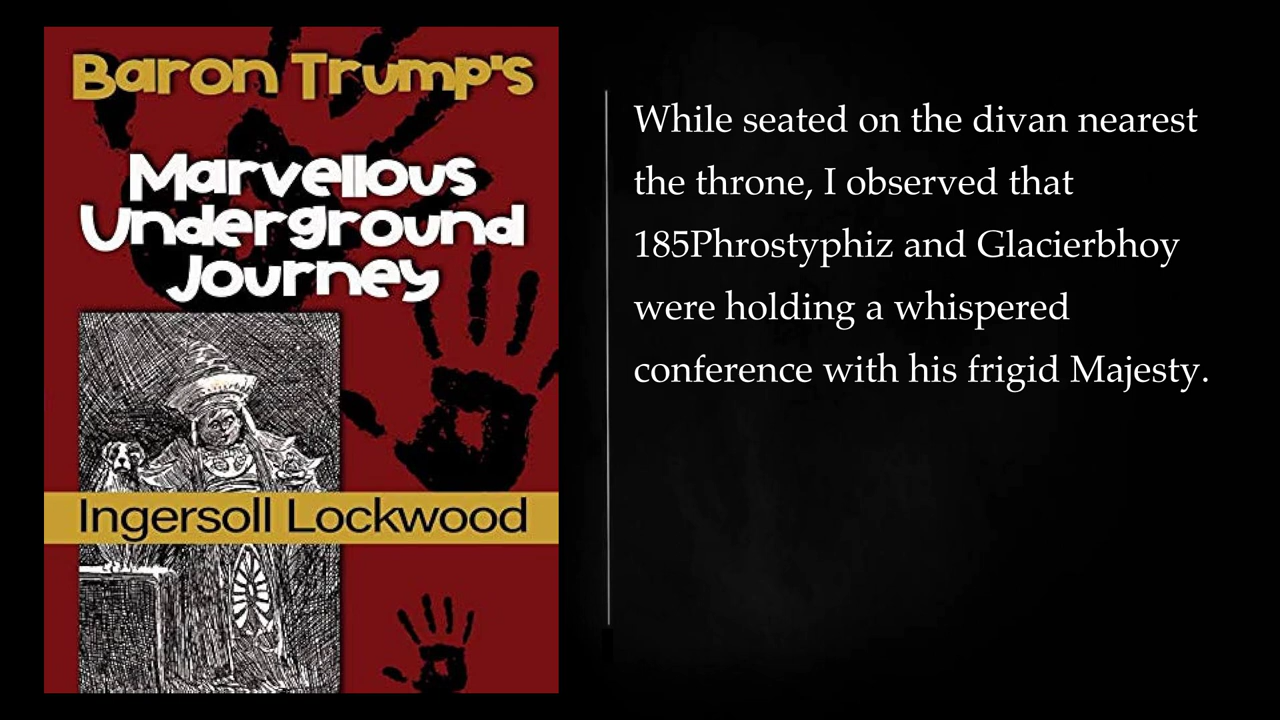 Baron Trump's
Marvellous
Underground
Journey
Ingersoll Lockwood
While seated on the divan nearest
the throne, I observed that
185Phrostyphiz and Glacierbhoy
were holding a whispered
conference with his frigid Majesty.